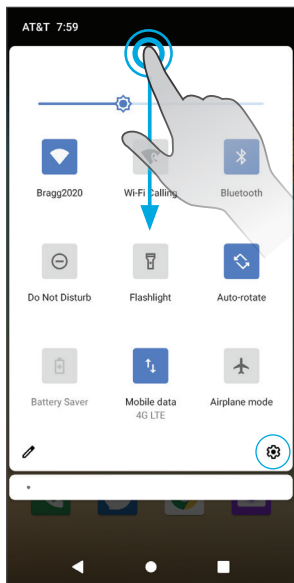 AT&T 7:59
Bragg2020
Wi-Fi Calling
Bluetooth
Do Not Disturb
Flashlight
Auto-rotate
Battery Saver
Mobile data
4G LTE
Airplane mode